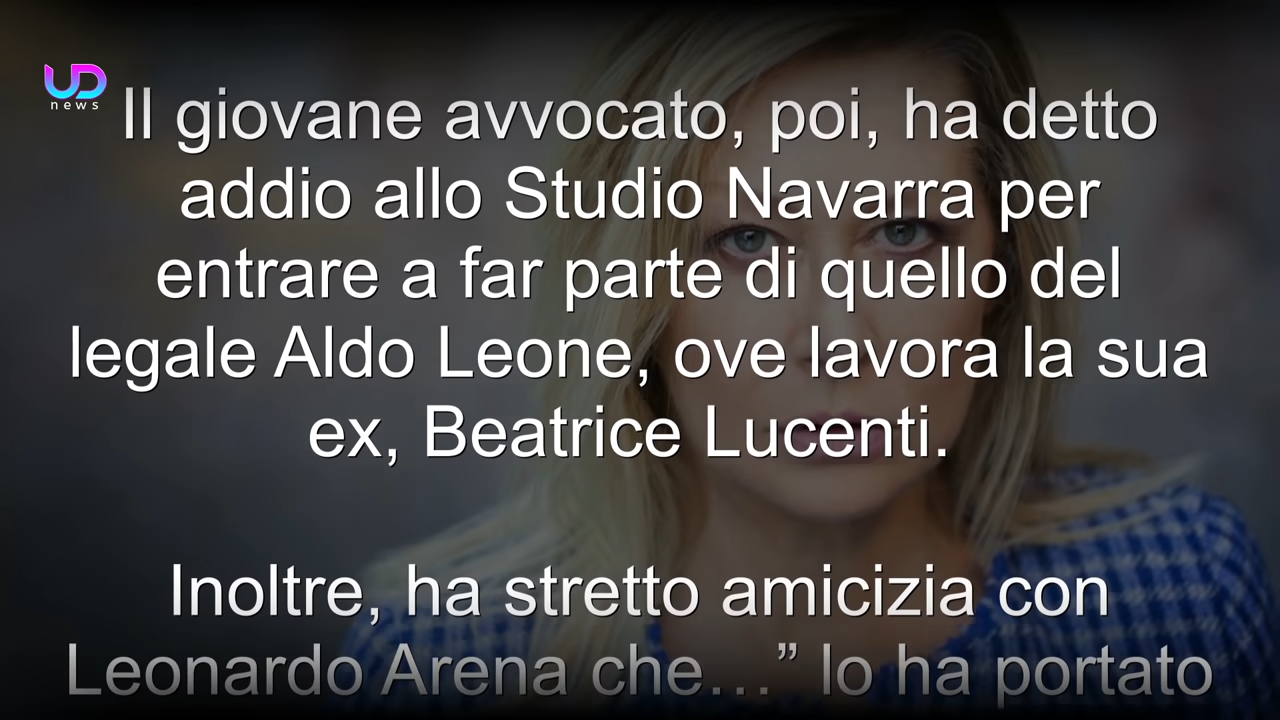 UD
news
Il giovane avvocato, poi, ha detto
addio allo Studio Navarra per
entrare a far parte di quello del
legale Aldo Leone, ove lavora la sua
ex, Beatrice Lucenti.
Inoltre, ha stretto amicizia con
Leonardo Arena che…” lo ha portato